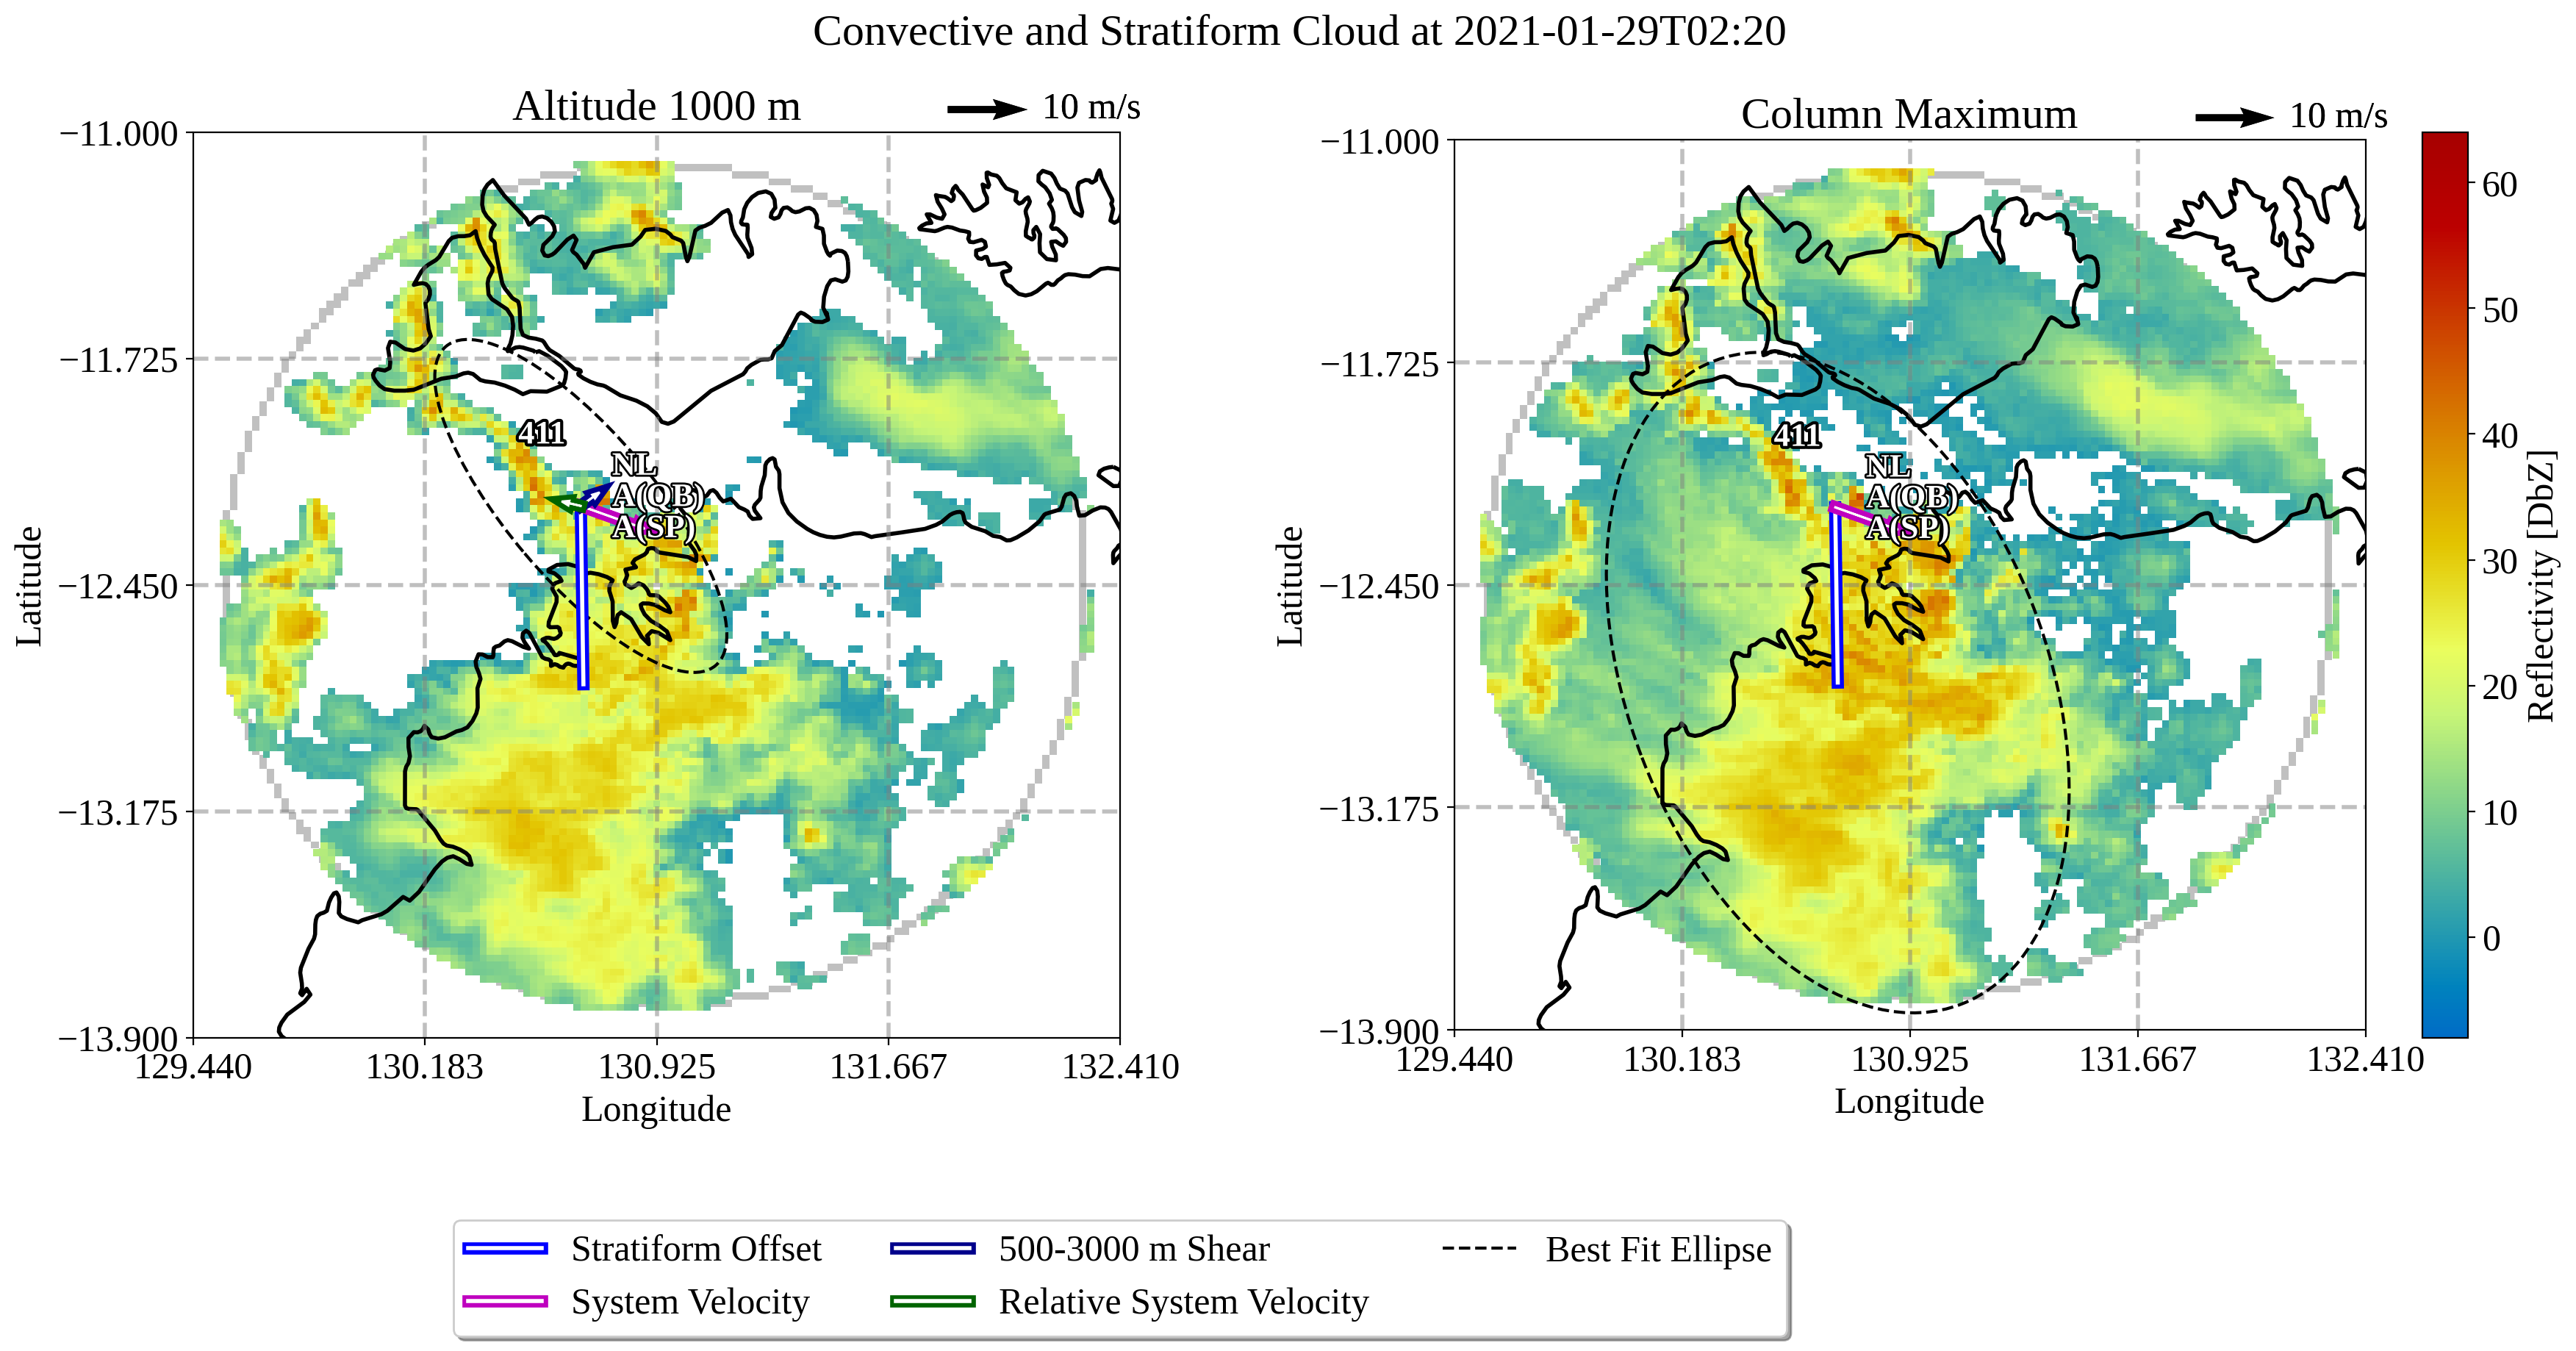 Convective and Stratiform Cloud at 2021-01-29T02:20
Altitude 1000 m
10 m/s
−11.000
−11.725
−12.450
−13.175
−13.900
129.440
130.183
130.925
131.667
132.410
Latitude
Longitude
411
NL
A(QB)
A(SP)
Column Maximum
10 m/s
−11.000
−11.725
−12.450
−13.175
−13.900
129.440
130.183
130.925
131.667
132.410
Latitude
Longitude
411
NL
A(QB)
A(SP)
60
50
40
30
20
10
0
Reflectivity [DbZ]
Stratiform Offset
System Velocity
500-3000 m Shear
Relative System Velocity
Best Fit Ellipse